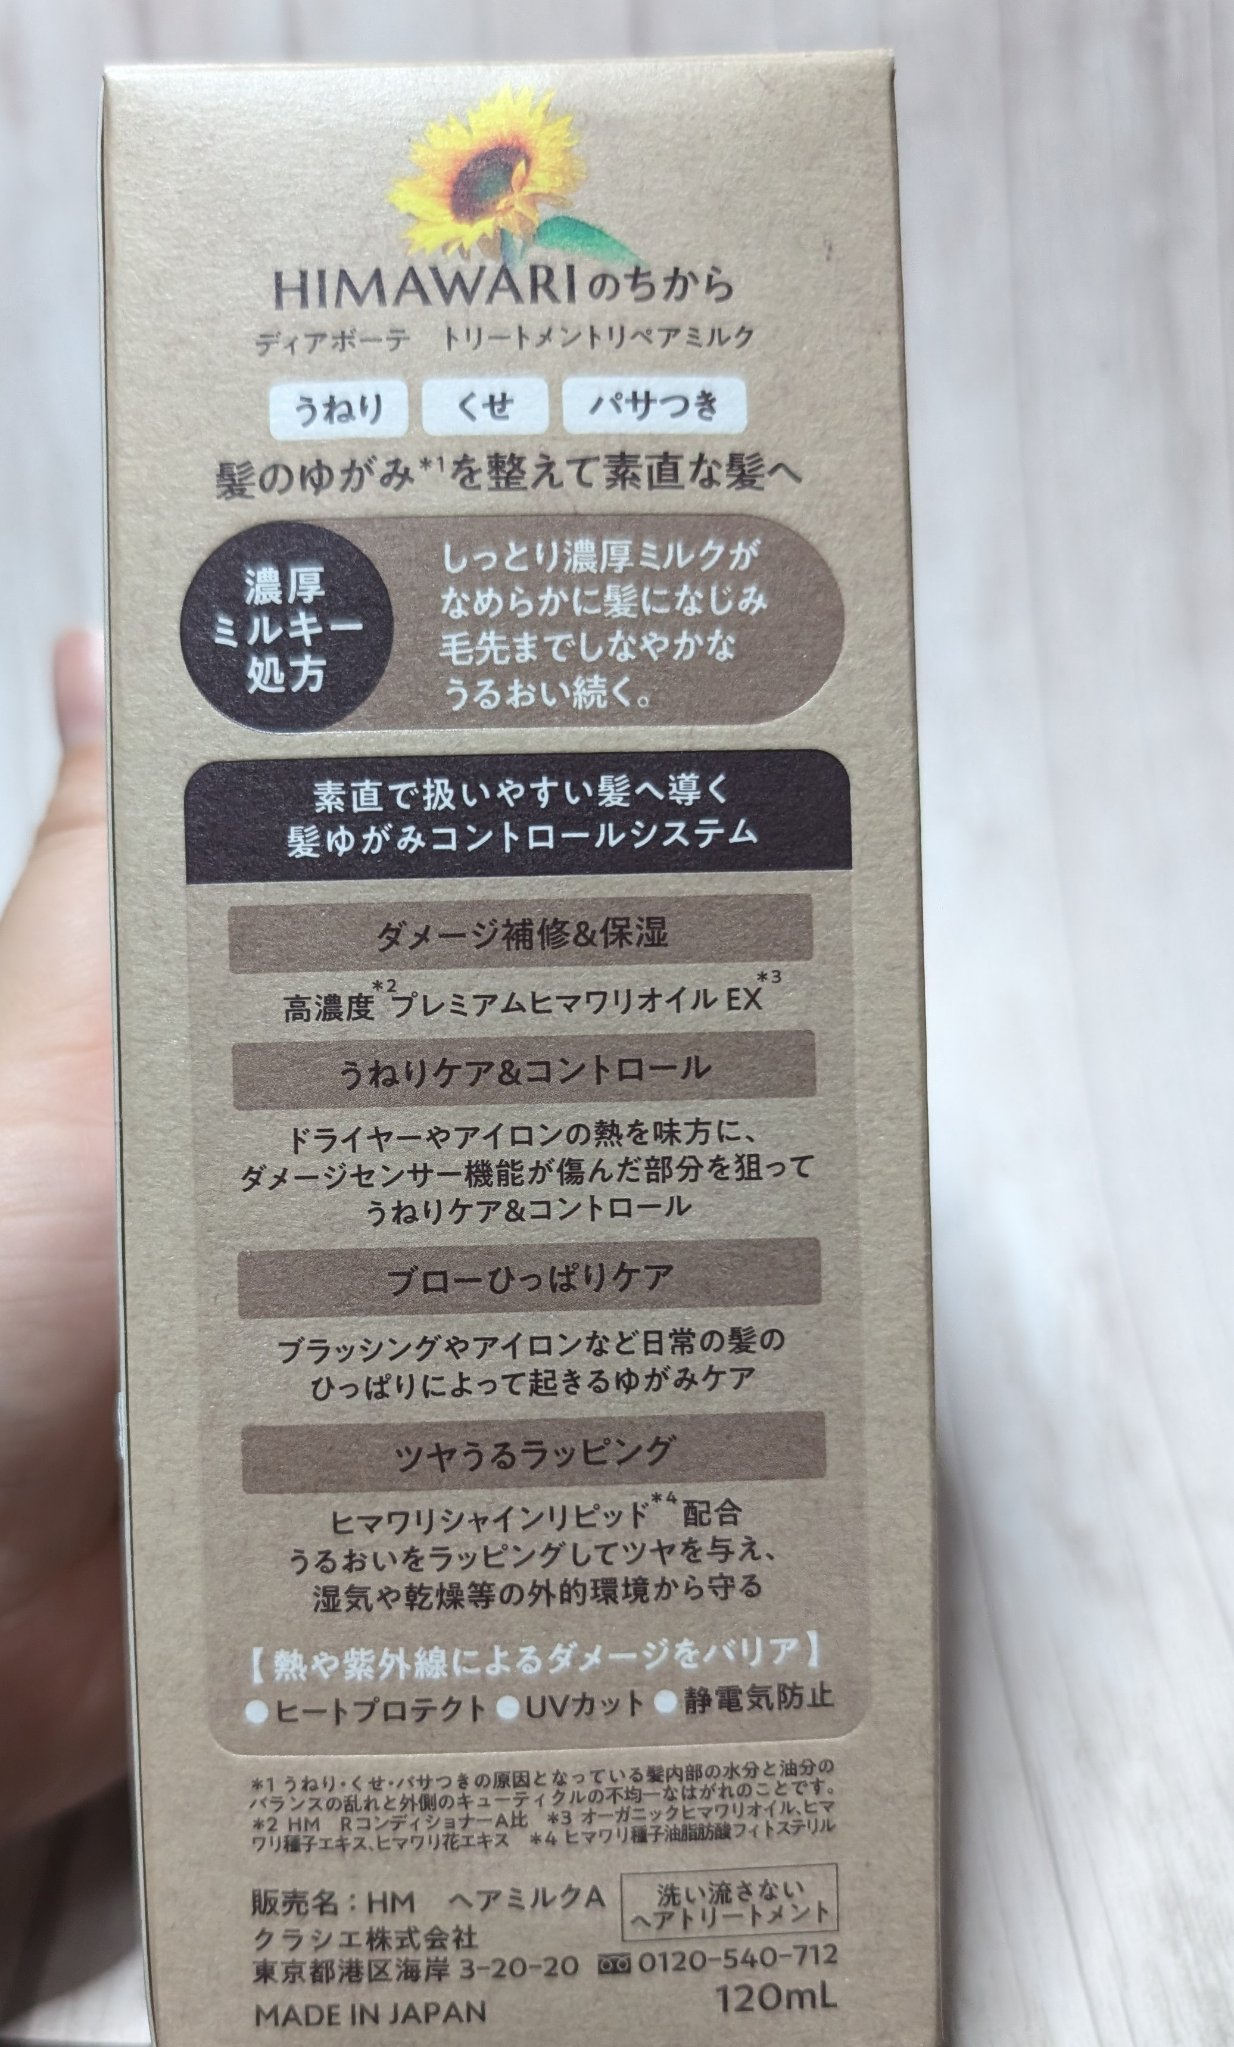 HIMAWARIのちから
ディアボーテ トリートメントリペアミルク
うねり くせ パサつき
髪のゆがみ*1を整えて素直な髪へ
濃厚
ミルキー
処方
しっとり濃厚ミルクが
なめらかに髪になじみ
毛先までしなやかな
うるおい続く。
素直で扱いやすい髪へ導く
髪ゆがみコントロールシステム
ダメージ補修&保湿
高濃度*2プレミアムヒマワリオイルEX*3
うねりケア&コントロール
ドライヤーやアイロンの熱を味方に、
ダメージセンサー機能が傷んだ部分を狙って
うねりケア&コントロール
ブローひっぱりケア
ブラッシングやアイロンなど日常の髪の
ひっぱりによって起きるゆがみケア
ツヤうるラッピング
ヒマワリシャインリピッド*4配合
うるおいをラッピングしてツヤを与え、
湿気や乾燥等の外的環境から守る
【熱や紫外線によるダメージをバリア】
●ヒートプロテクト ●UVカット ●静電気防止
*1 うねり・くせ・パサつきの原因となっている髪内部の水分と油分の
バランスの乱れと外側のキューティクルの不均一なはがれのことです。
*2 HM RコンディショナーA比 *3 オーガニックヒマワリオイル、ヒマ
ワリ種子エキス、ヒマワリ花エキス *4 ヒマワリ種子油脂肪酸フィトステリル
販売名：HM ヘアミルクA
洗い流さない
ヘアトリートメント
クラシエ株式会社
東京都港区海岸 3-20-20 0120-540-712
MADE IN JAPAN 120mL